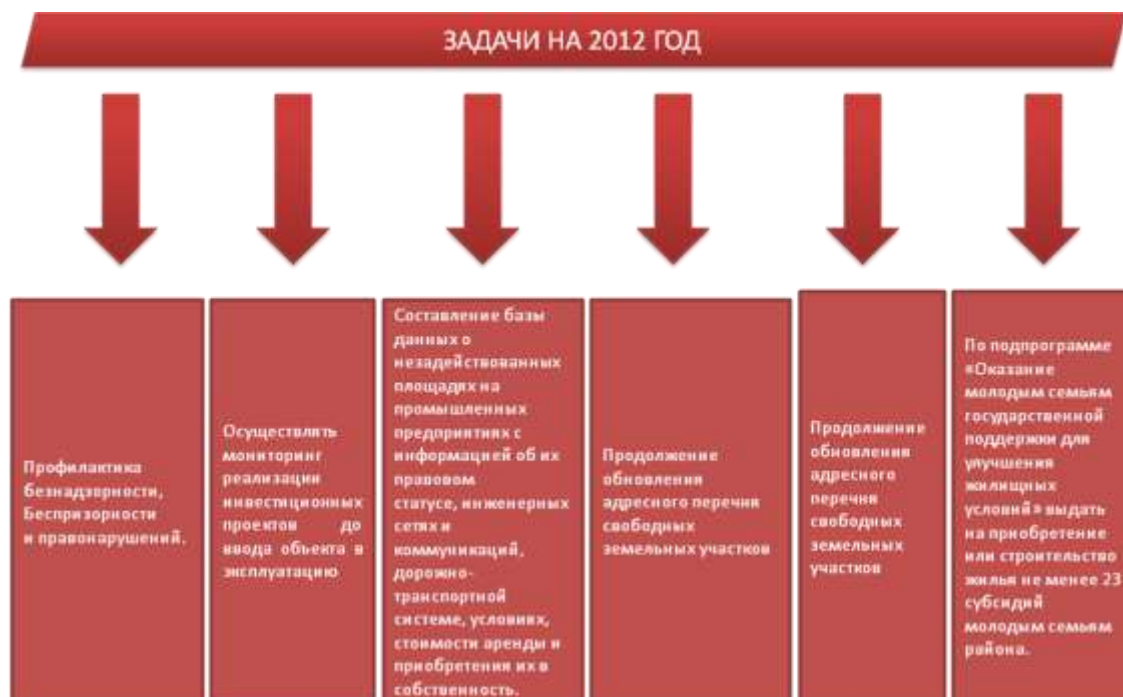 ЗАДАЧИ НА 2012 ГОД
Профилактика
безнадзорности,
Беспризорности
и правонарушений.
Осуществлять
мониторинг
реализации
инвестиционных
проектов до
ввода объекта в
эксплуатацию
Составление базы
данных о
незадействованных
площадях на
промышленных
предприятиях с
информацией об их
правовом
статусе, инженерных
сетях и
коммуникаций,
дорожно-
транспортной
системе, условиях,
стоимости аренды и
приобретения их в
собственность.
Продолжение
обновления
адресного перечня
свободных
земельных участков
Продолжение
обновления
адресного
перечня
свободных
земельных
участков
По подпрограмме
«Оказание
молодым семьям
государственной
поддержки для
улучшения
жилищных
условий» выдать
на приобретение
или строительство
жилья не менее 23
субсидий
молодым семьям
района.